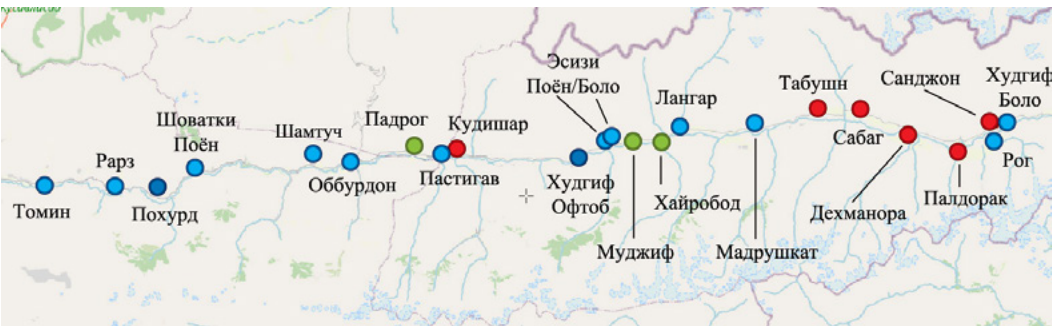 Томин
Рарз
Похурд
Шоватки
Поён
Шамтуч
Оббурдон
Падрог
Пастигав
Кудишар
Худгиф
Офтоб
Эсизи
Поён/Боло
Муджиф
Хайробод
Лангар
Мадрушкат
Табушн
Сабаг
Дехманора
Санджон
Палдорак
Худгиф
Боло
Рог